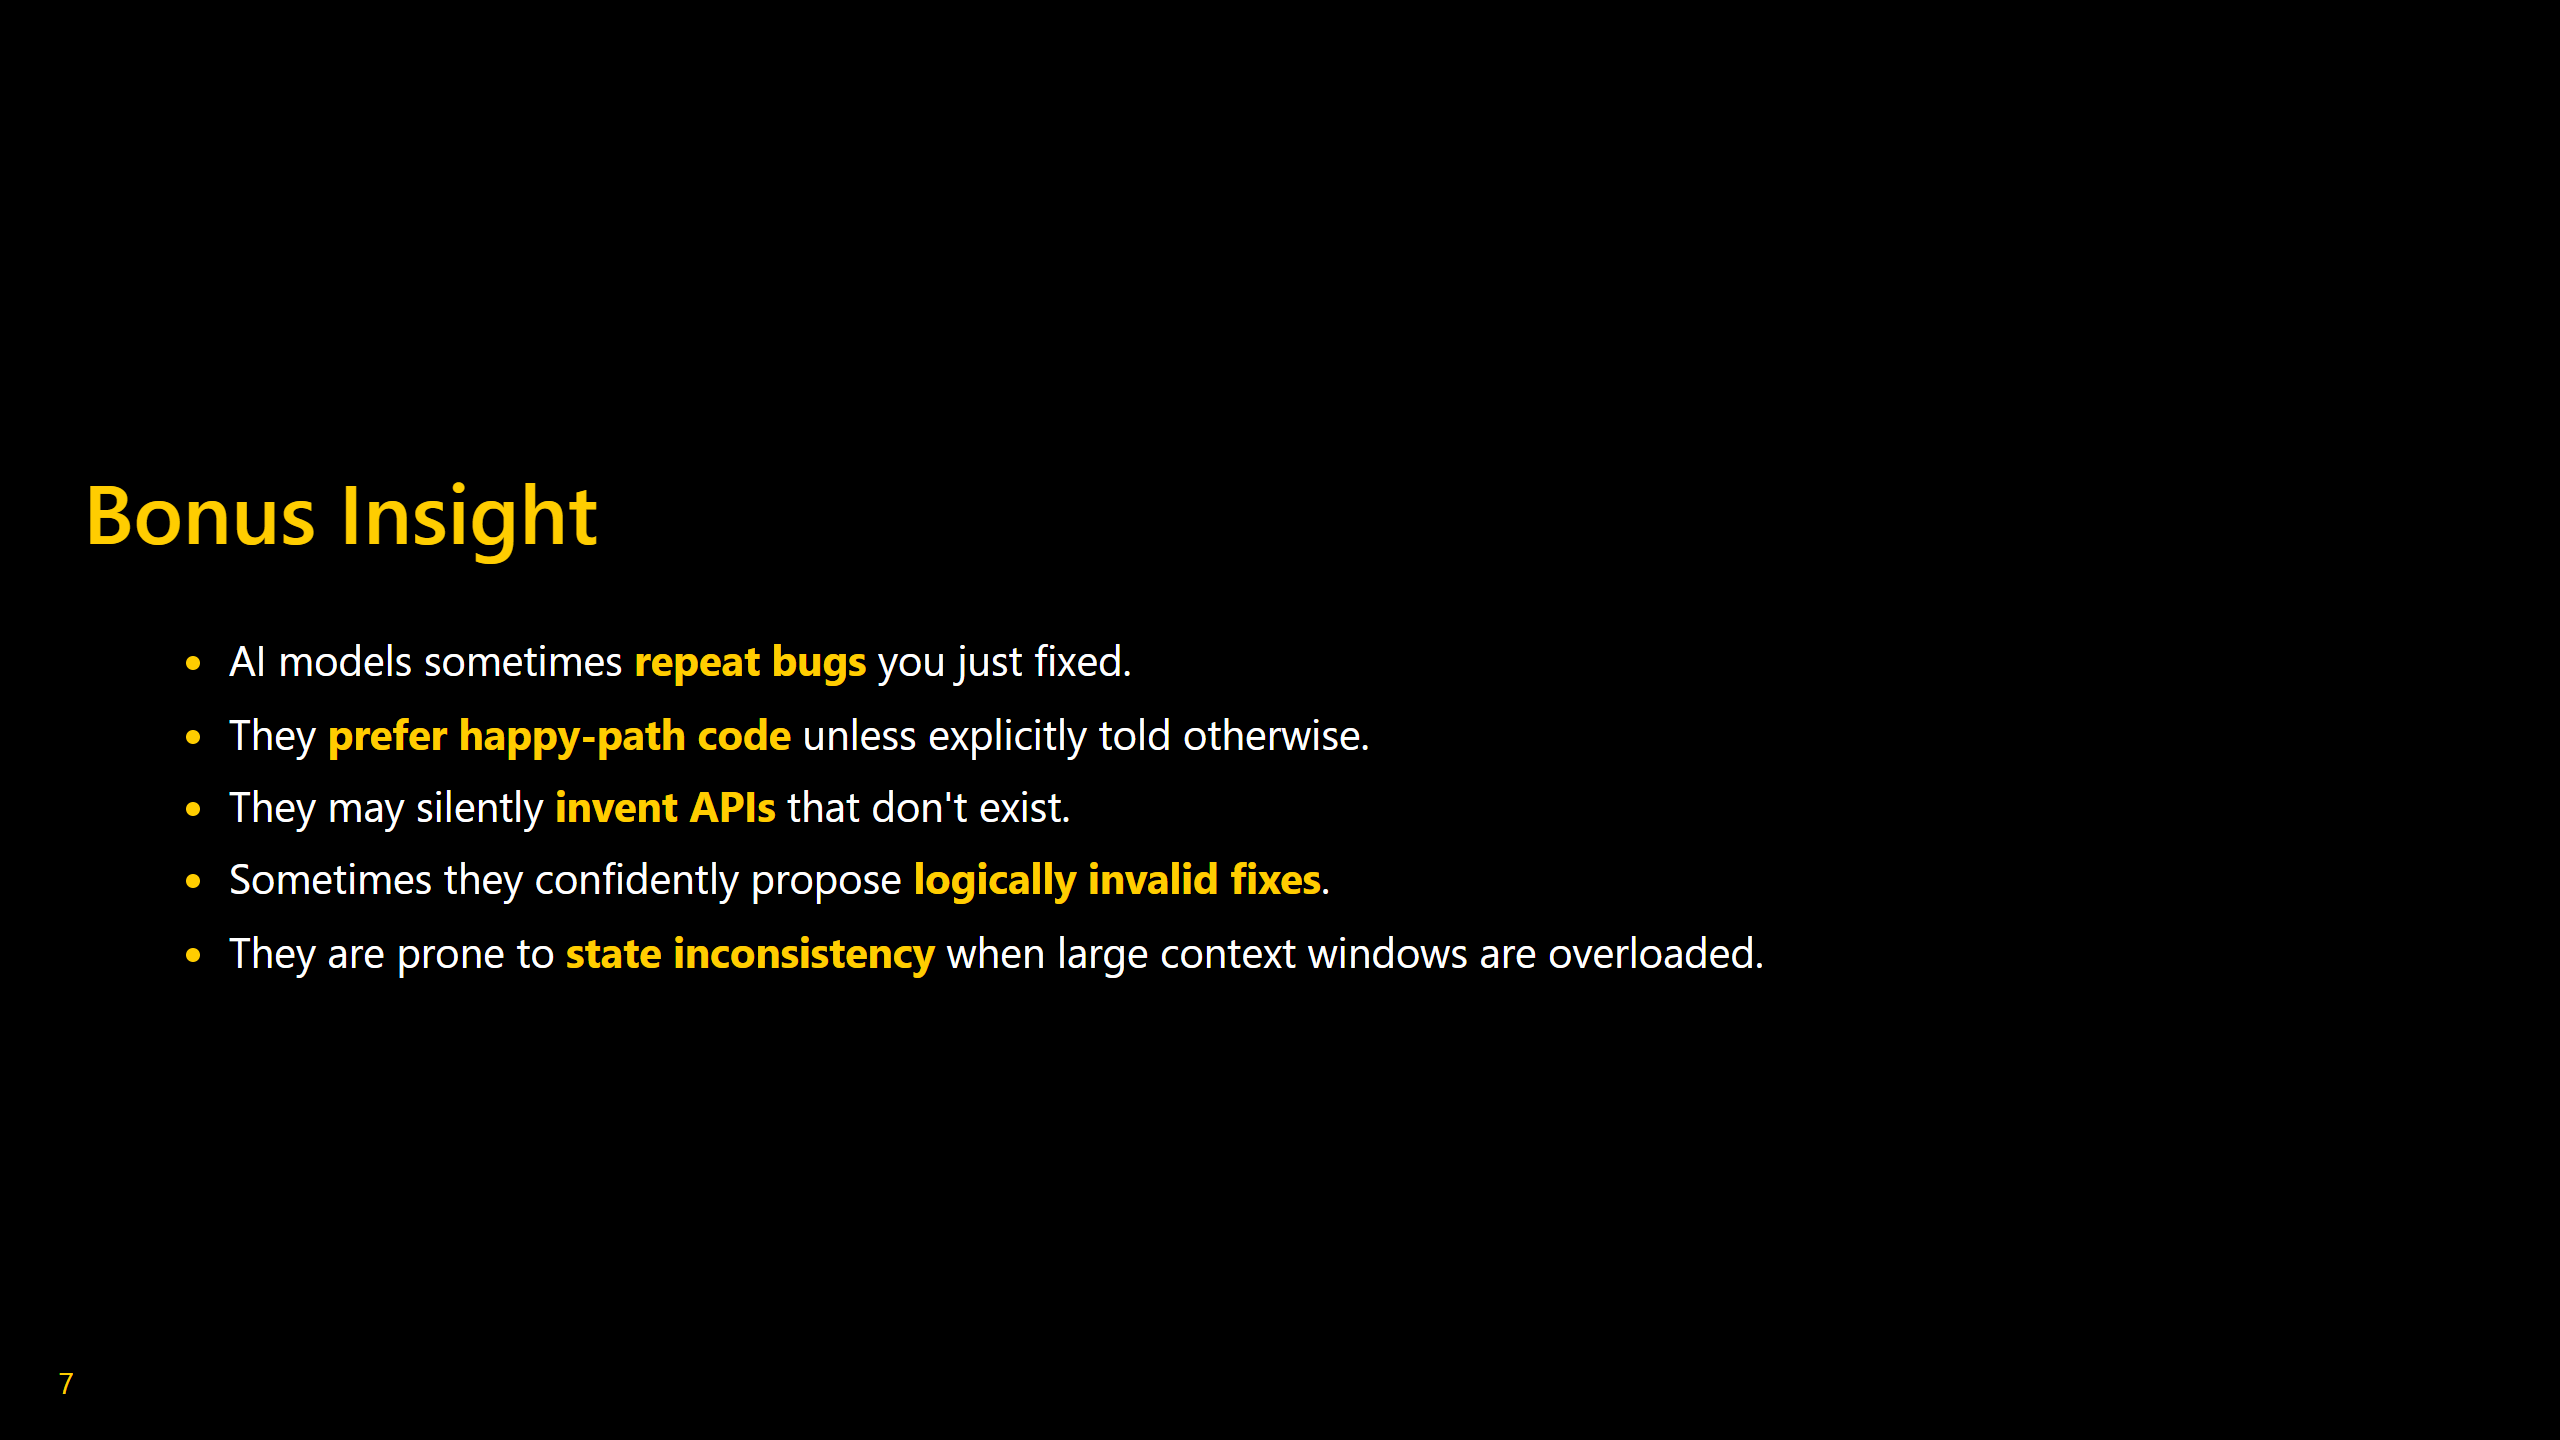 Bonus Insight
• AI models sometimes repeat bugs you just fixed.
• They prefer happy-path code unless explicitly told otherwise.
• They may silently invent APIs that don't exist.
• Sometimes they confidently propose logically invalid fixes.
• They are prone to state inconsistency when large context windows are overloaded.
7